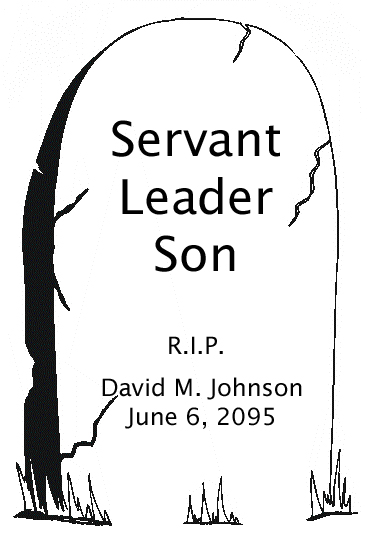 Servant
Leader
Son
R.I.P.
David M. Johnson
June 6, 2095